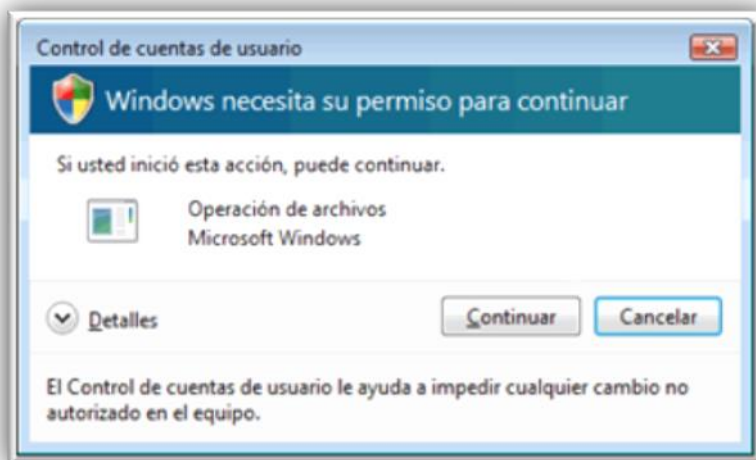 Control de cuentas de usuario
Windows necesita su permiso para continuar
Si usted inició esta acción, puede continuar.
Operación de archivos
Microsoft Windows
Detalles
Continuar
Cancelar
El Control de cuentas de usuario le ayuda a impedir cualquier cambio no
autorizado en el equipo.